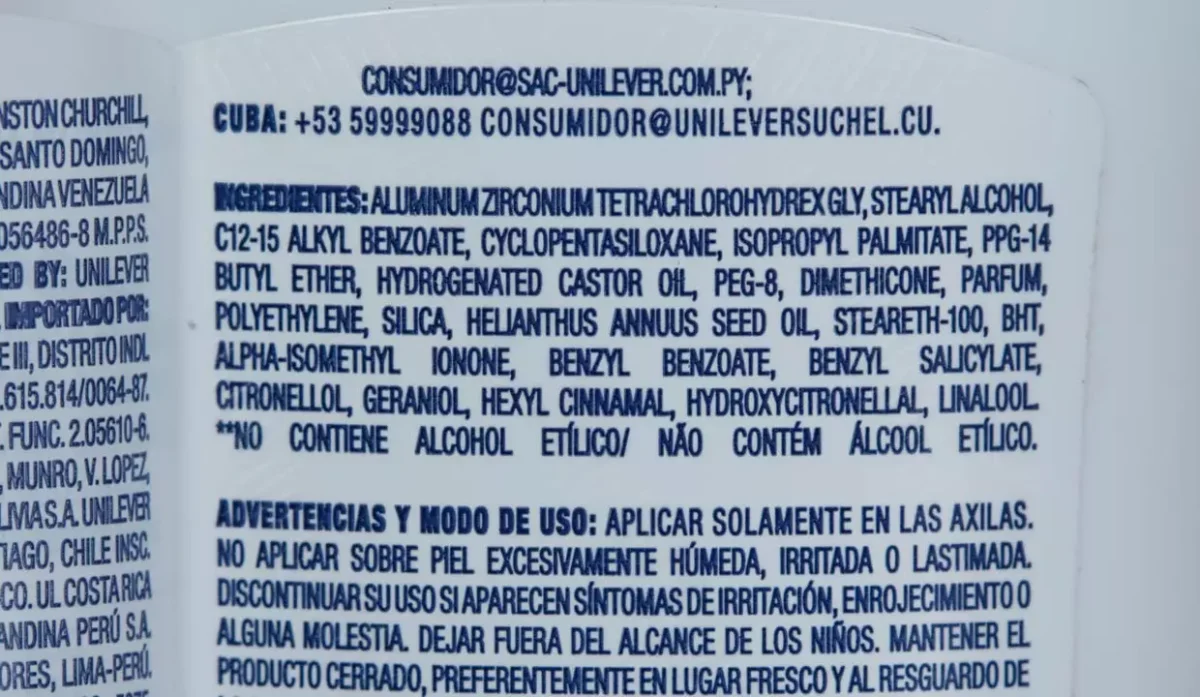 NSTON CHURCHILL,
SANTO DOMINGO,
NDINA VENEZUELA
056486-8 M.P.P.S.
ED BY: UNILEVER
IMPORTADO POR:
E III, DISTRITO INDL
.615.814/0064-87.
. FUNC. 2.05610-6.
, MUNRO, V. LOPEZ,
LIVIA S.A. UNILEVER
TIAGO, CHILE INSC.
CO. UL COSTA RICA
ANDINA PERÚ S.A.
ORES, LIMA-PERÚ.
CONSUMIDOR@SAC-UNILEVER.COM.PY;
CUBA: +53 59999088 CONSUMIDOR@UNILEVERSUCHEL.CU.
INGREDIENTES: ALUMINUM ZIRCONIUM TETRACHLOROHYDREX GLY, STEARYL ALCOHOL,
C12-15 ALKYL BENZOATE, CYCLOPENTASILOXANE, ISOPROPYL PALMITATE, PPG-14
BUTYL ETHER, HYDROGENATED CASTOR OIL, PEG-8, DIMETHICONE, PARFUM,
POLYETHYLENE, SILICA, HELIANTHUS ANNUUS SEED OIL, STEARETH-100, BHT,
ALPHA-ISOMETHYL IONONE, BENZYL BENZOATE, BENZYL SALICYLATE,
CITRONELLOL, GERANIOL, HEXYL CINNAMAL, HYDROXYCITRONELLAL, LINALOOL.
**NO CONTIENE ALCOHOL ETÍLICO/ NÃO CONTÉM ÁLCOOL ETÍLICO.
ADVERTENCIAS Y MODO DE USO: APLICAR SOLAMENTE EN LAS AXILAS.
NO APLICAR SOBRE PIEL EXCESIVAMENTE HÚMEDA, IRRITADA O LASTIMADA.
DISCONTINUAR SU USO SI APARECEN SÍNTOMAS DE IRRITACIÓN, ENROJECIMIENTO O
ALGUNA MOLESTIA. DEJAR FUERA DEL ALCANCE DE LOS NIÑOS. MANTENER EL
PRODUCTO CERRADO, PREFERENTEMENTE EN LUGAR FRESCO Y AL RESGUARDO DE